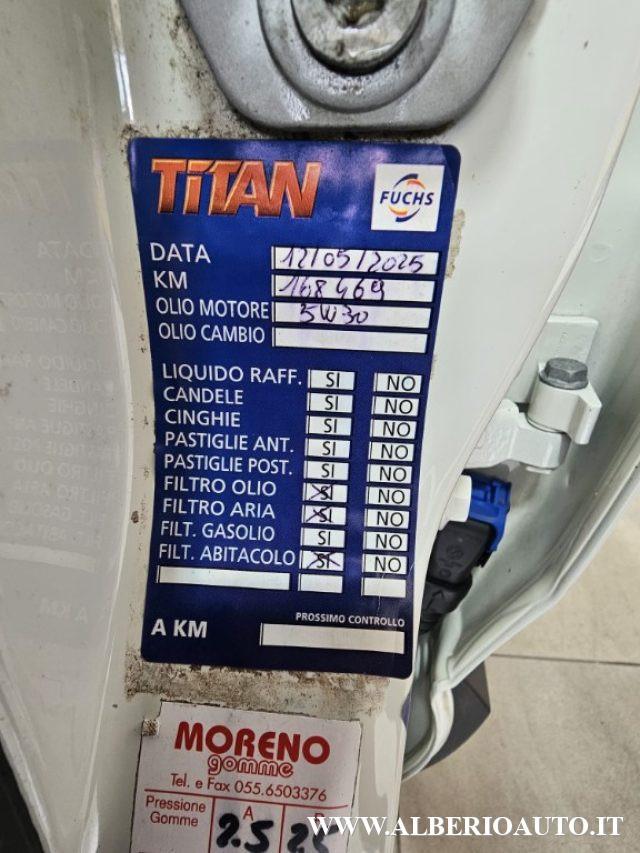 TITAN
FUCHS
DATA 12/05/2025
KM 168469
OLIO MOTORE 5W30
OLIO CAMBIO
LIQUIDO RAFF. SI NO
CANDELE SI NO
CINGHIE SI NO
PASTIGLIE ANT. SI NO
PASTIGLIE POST. SI NO
FILTRO OLIO SI NO
FILTRO ARIA SI NO
FILT. GASOLIO SI NO
FILT. ABITACOLO SI NO
PROSSIMO CONTROLLO
A KM
MORENO
gomme
Tel. e Fax 055.6503376
Pressione
Gomme
A
2.5
WWW.ALBERIOAUTO.IT